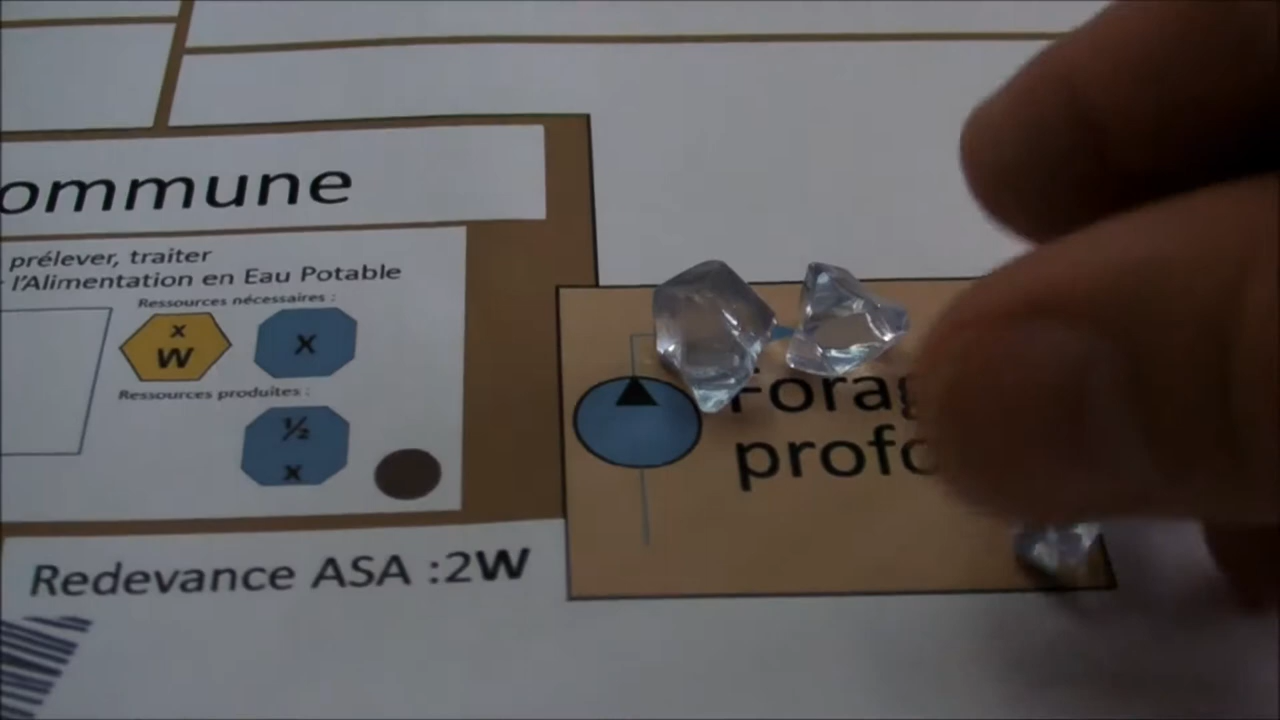 ommune
prélever, traiter
l'Alimentation en Eau Potable
Ressources nécessaires :
x
W
X
Ressources produites :
½
x
Forag
profo
Redevance ASA :2W